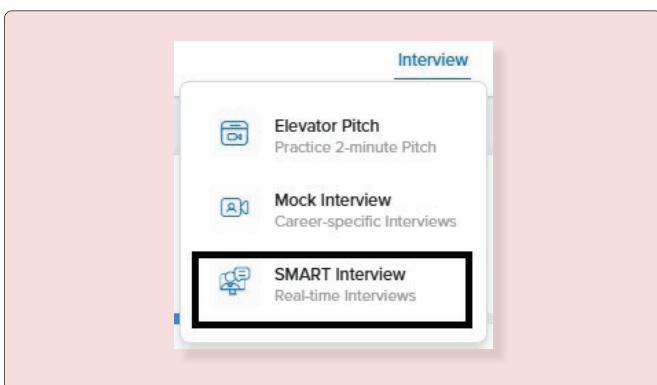 Interview
Elevator Pitch
Practice 2-minute Pitch
Mock Interview
Career-specific Interviews
SMART Interview
Real-time Interviews